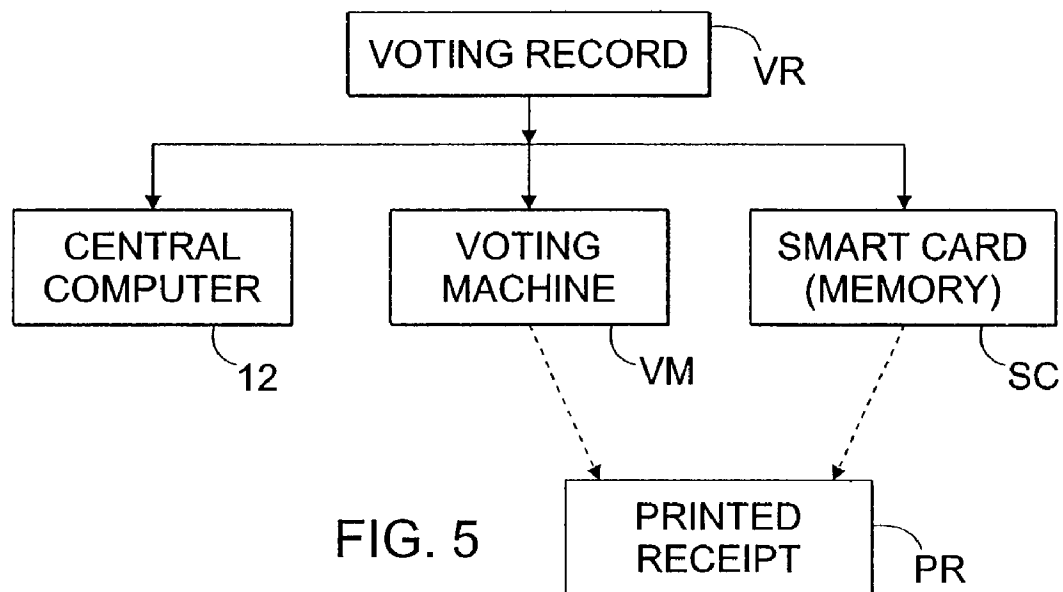 VOTING RECORD
VR
CENTRAL
COMPUTER
12
VOTING
MACHINE
VM
SMART CARD
(MEMORY)
SC
FIG. 5
PRINTED
RECEIPT
PR